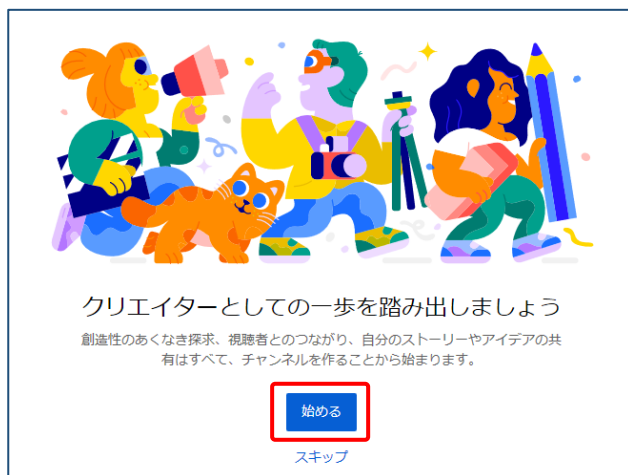 クリエイターとしての一歩を踏み出しましょう
創造性のあくなき探求、視聴者とのつながり、自分のストーリーやアイデアの共
有はすべて、チャンネルを作ることから始まります。
始める
スキップ